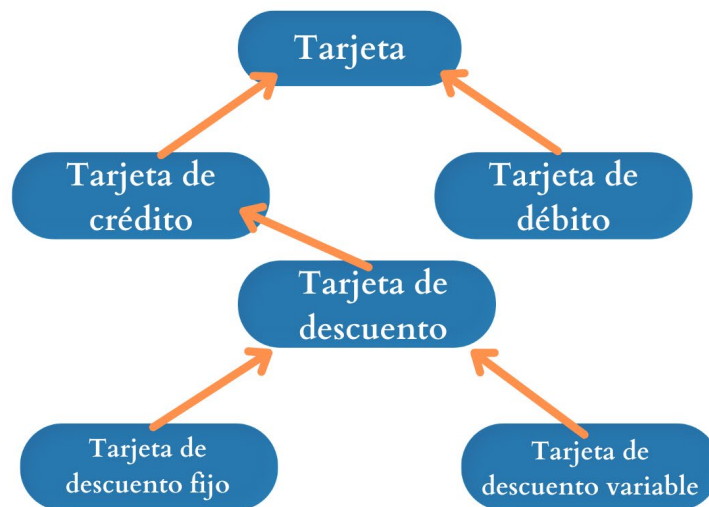 Tarjeta
Tarjeta de
crédito
Tarjeta de
débito
Tarjeta de
descuento
Tarjeta de
descuento fijo
Tarjeta de
descuento variable